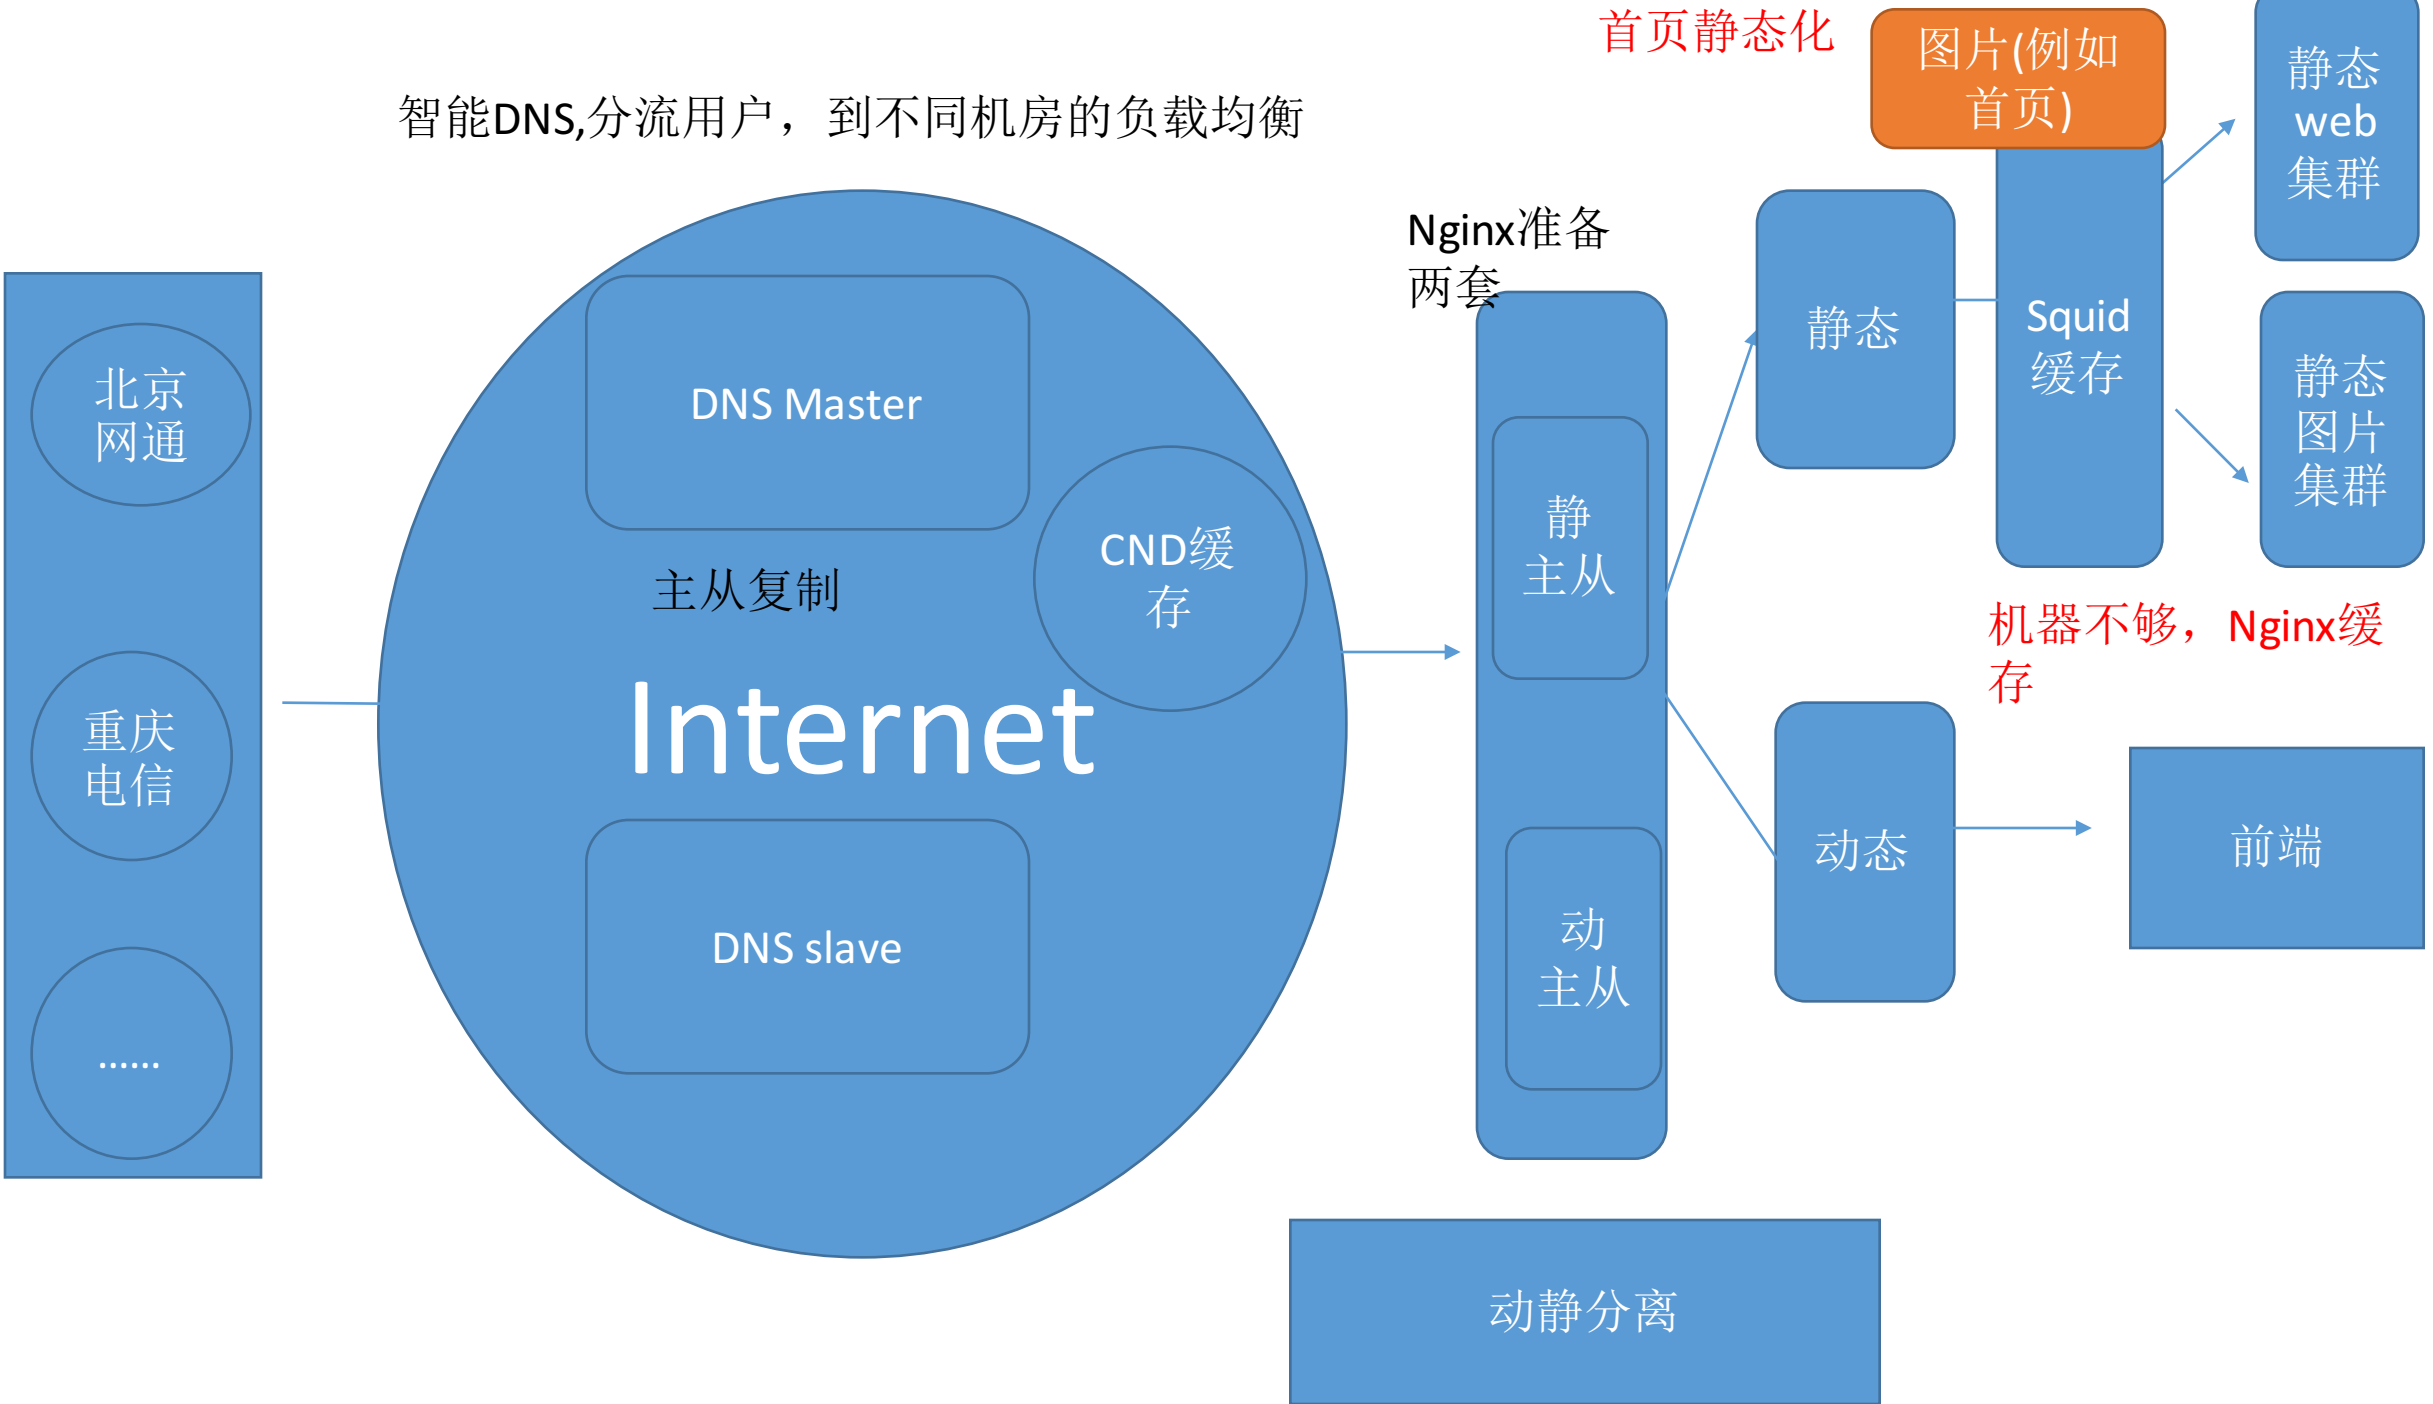 首页静态化
图片(例如
首页)
静态
web
集群
智能DNS,分流用户，到不同机房的负载均衡
Nginx准备
两套
北京
网通
重庆
电信
……
DNS Master
主从复制
CND缓
存
Internet
DNS slave
静
主从
动
主从
静态
Squid
缓存
静态
图片
集群
机器不够，Nginx缓
存
动态
前端
动静分离